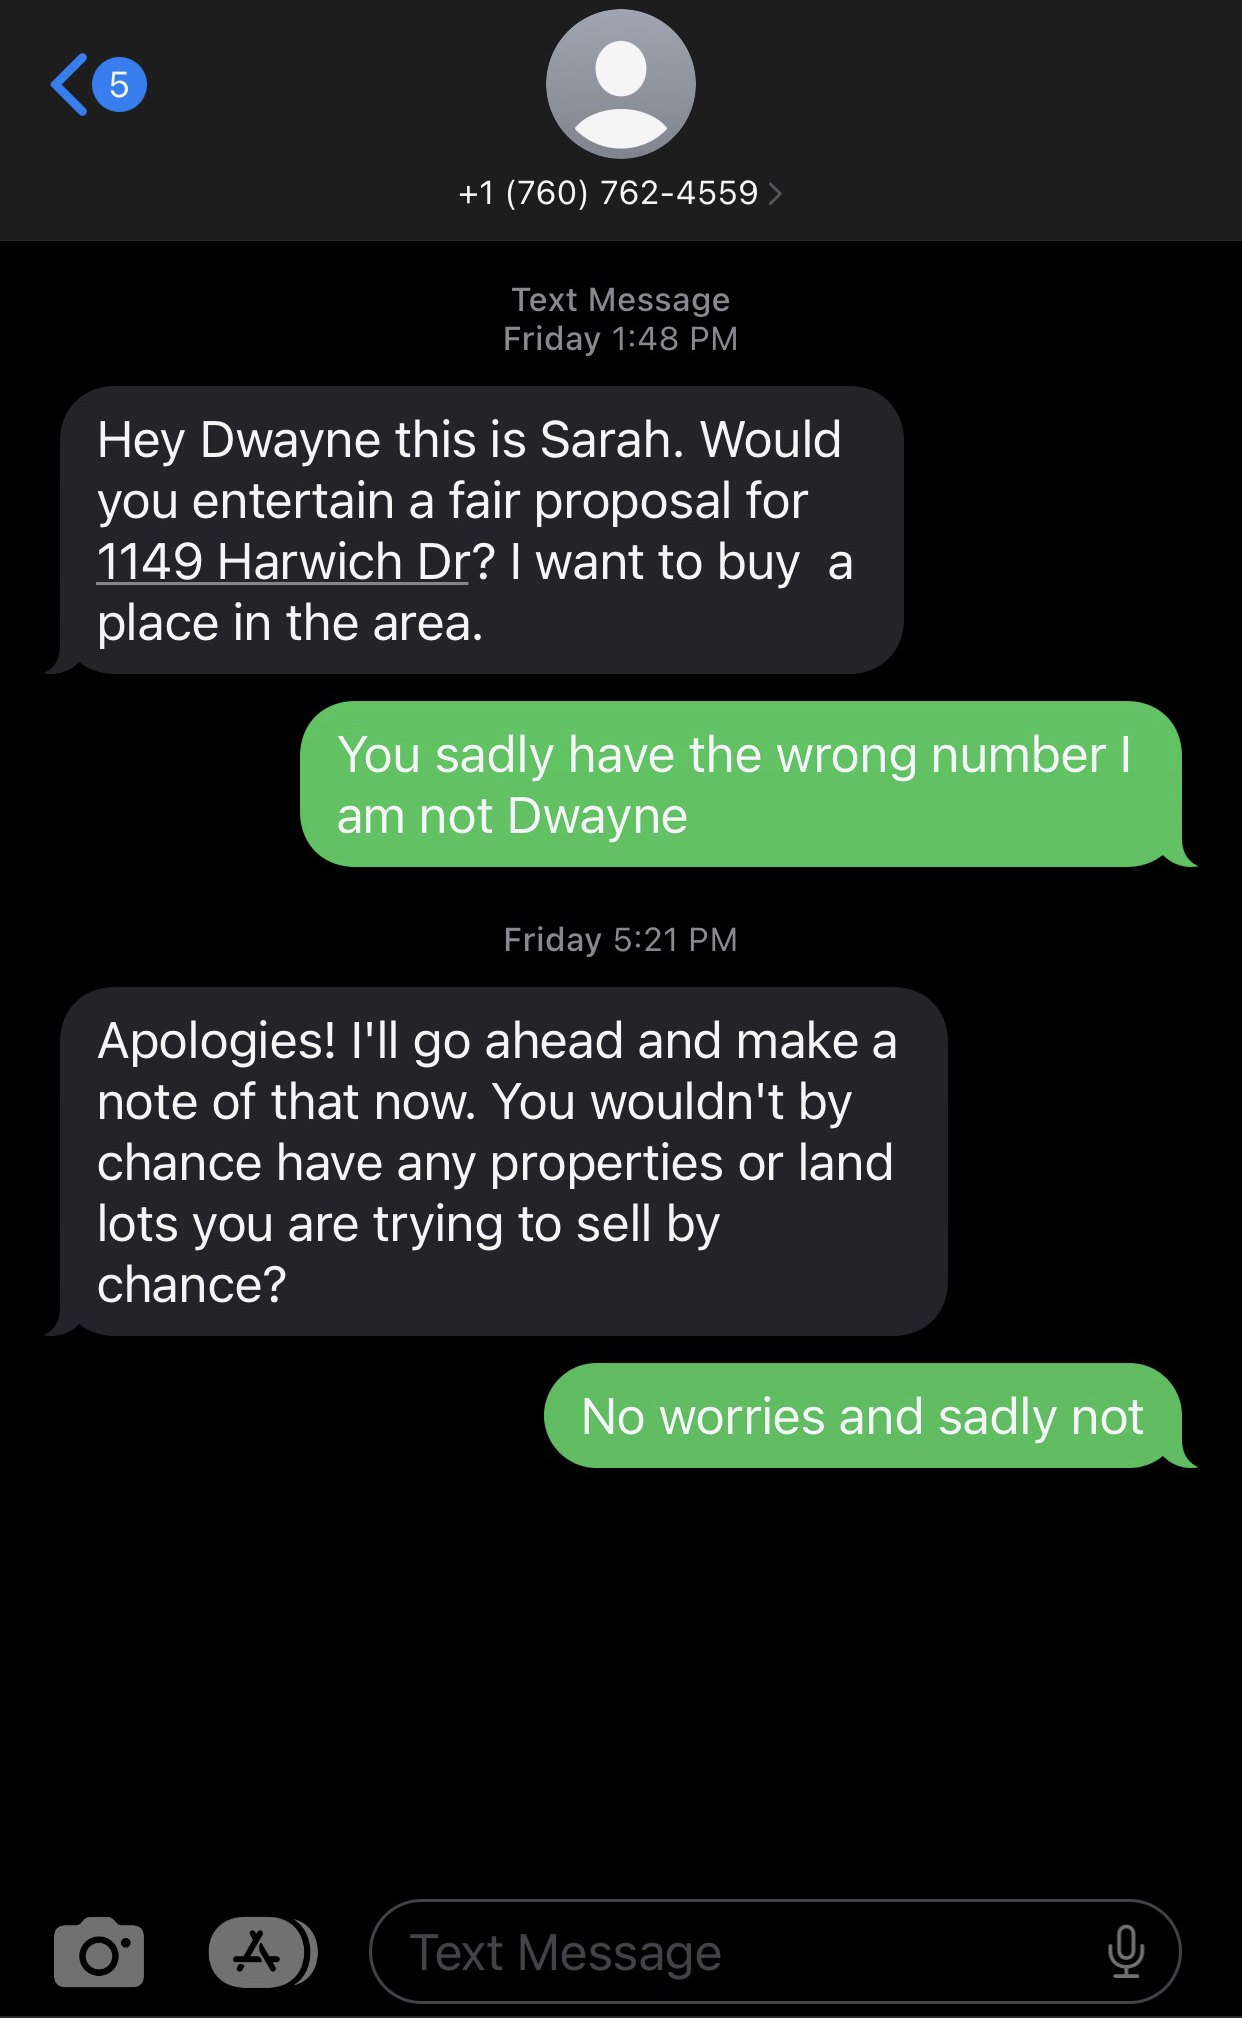 5
+1 (760) 762-4559
Text Message
Friday 1:48 PM
Hey Dwayne this is Sarah. Would
you entertain a fair proposal for
1149 Harwich Dr? I want to buy  a
place in the area.
You sadly have the wrong number I
am not Dwayne
Friday 5:21 PM
Apologies! I'll go ahead and make a
note of that now. You wouldn't by
chance have any properties or land
lots you are trying to sell by
chance?
No worries and sadly not
Text Message